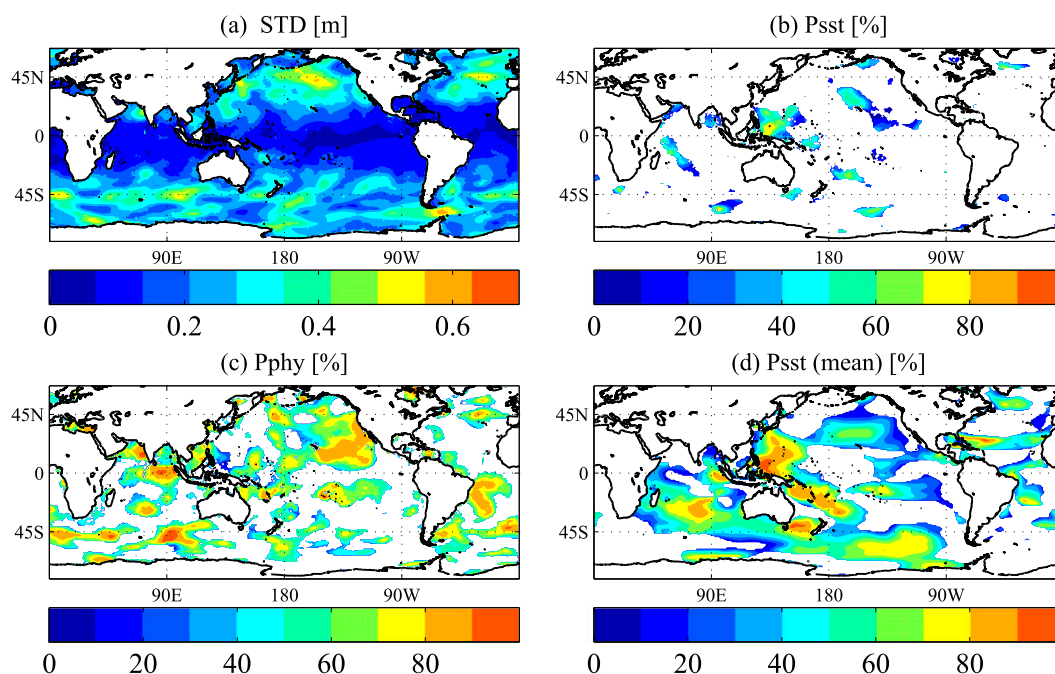 (a) STD [m]
(b) Psst [%]
45N
0
45S
90E 180 90W
45N
0
45S
90E 180 90W
0 0.2 0.4 0.6
0 20 40 60 80
(c) Pphy [%]
(d) Psst (mean) [%]
45N
0
45S
90E 180 90W
45N
0
45S
90E 180 90W
0 20 40 60 80
0 20 40 60 80